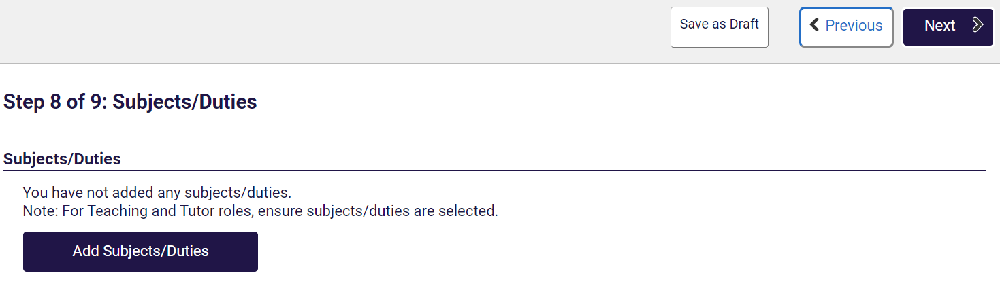 Save as Draft
Previous
Next
Step 8 of 9: Subjects/Duties
Subjects/Duties
You have not added any subjects/duties.
Note: For Teaching and Tutor roles, ensure subjects/duties are selected.
Add Subjects/Duties